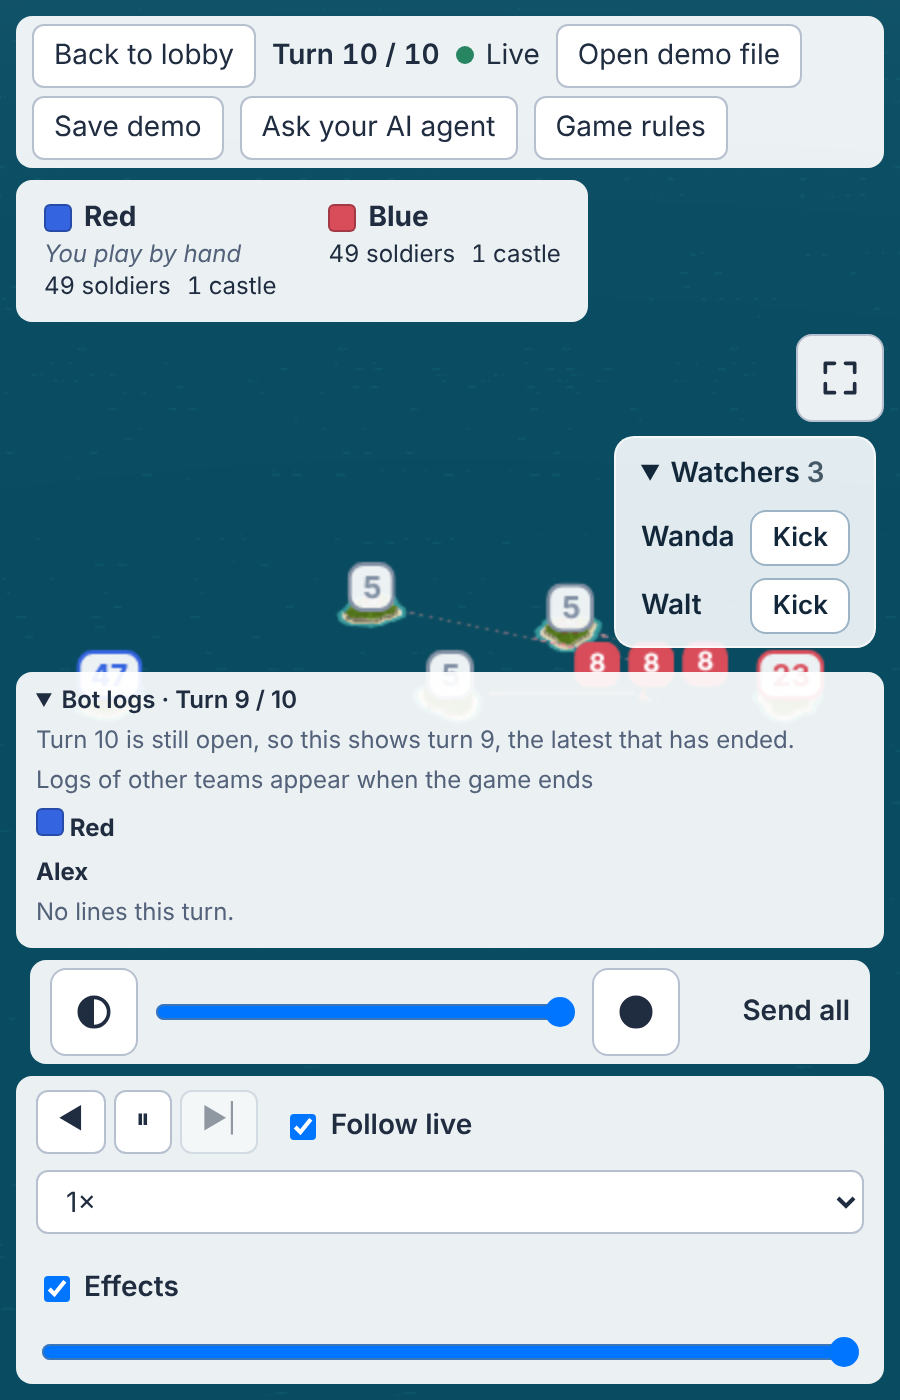 Back to lobby Turn 10 / 10 Live Open demo file
Save demo Ask your AI agent Game rules
Red Blue
You play by hand 49 soldiers 1 castle
49 soldiers 1 castle
Watchers 3
Wanda Kick
Walt Kick
5 5
47 5 8 8 8 23
Bot logs · Turn 9 / 10
Turn 10 is still open, so this shows turn 9, the latest that has ended.
Logs of other teams appear when the game ends
Red
Alex
No lines this turn.
Send all
Follow live
1×
Effects